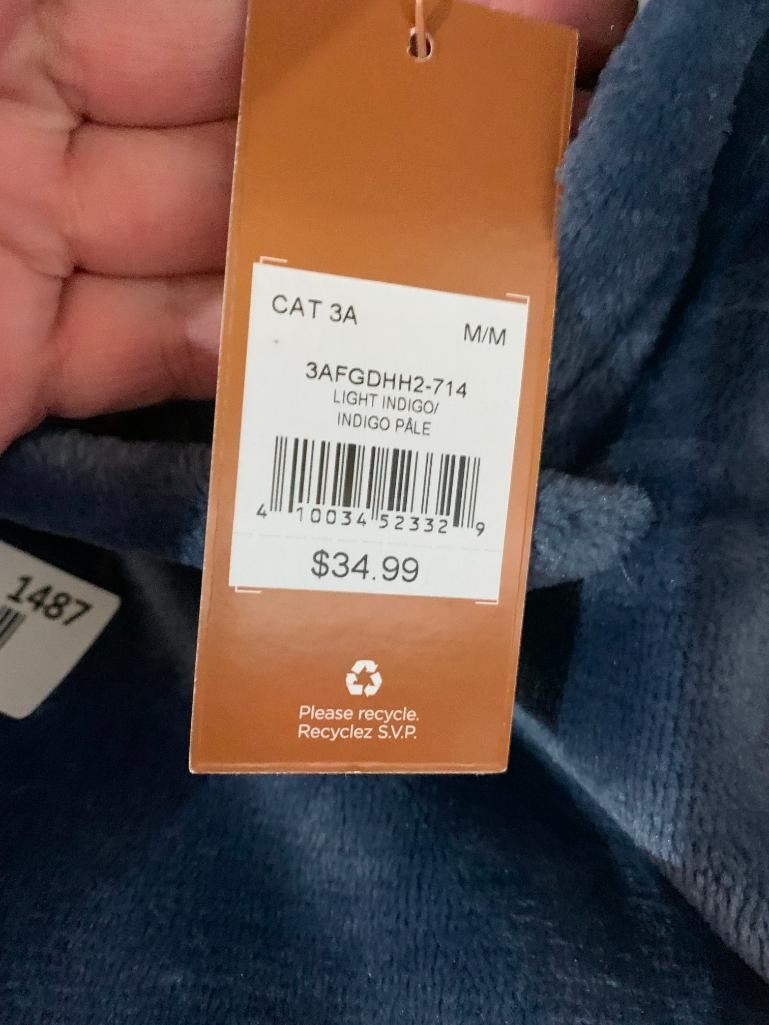 CAT 3A
M/M
3AFGDHH2-714
LIGHT INDIGO/
INDIGO PÂLE
4 10034 52332 9
$34.99
1487
Please recycle.
Recyclez S.V.P.